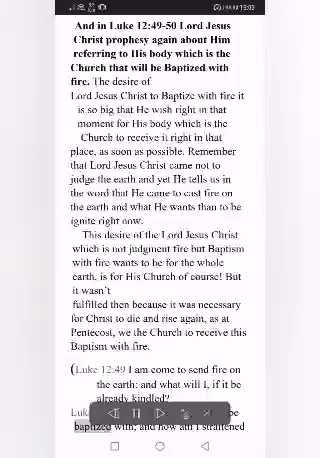 And in Luke 12:49-50 Lord Jesus
Christ prophesy again about Him
referring to His body which is the
Church that will be Baptized with
fire. The desire of
Lord Jesus Christ to Baptize with fire it
is so big that He wish right in that
moment for His body which is the
Church to receive it right in that
place, as soon as possible. Remember
that Lord Jesus Christ came not to
judge the earth and yet He tells us in
the word that He came to cast fire on
the earth and what He wants than to be
ignite right now.
This desire of the Lord Jesus Christ
which is not judgment fire but Baptism
with fire wants to be for the whole
earth, is for His Church of course! But
it wasn't
fulfilled then because it was necessary
for Christ to die and rise again, as at
Pentecost, we the Church to receive this
Baptism with fire.
(Luke 12:49 I am come to send fire on
the earth; and what will I, if it be
already kindled?
Luk be
baptized with; and how am I straitened